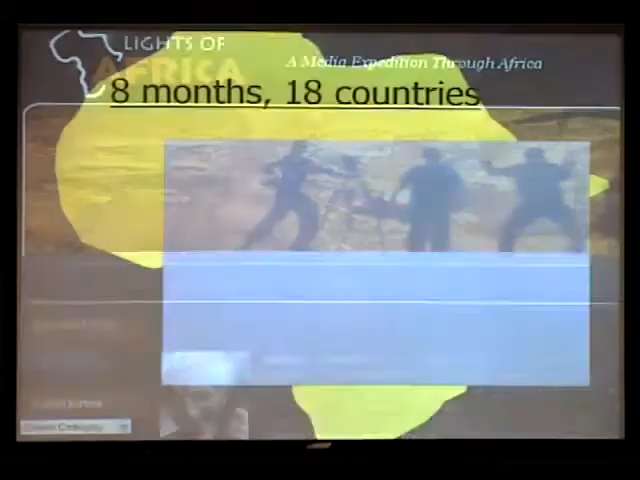 LIGHTS OF
AFRICA
A Media Expedition Through Africa
8 months, 18 countries